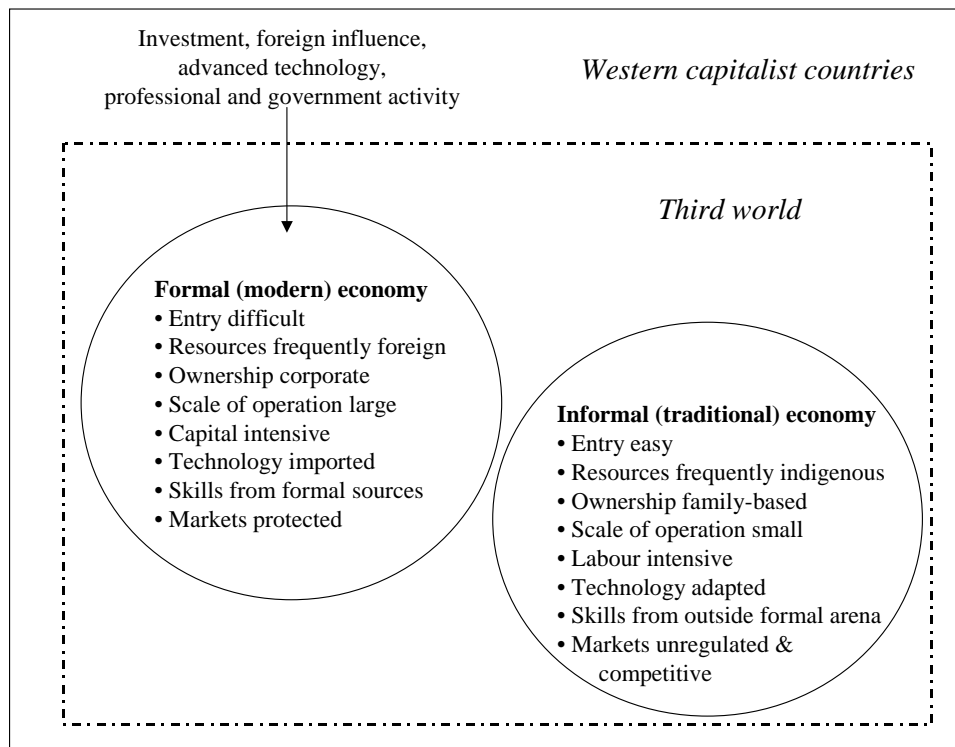 Investment, foreign influence,
advanced technology,
professional and government activity
Western capitalist countries
Third world
Formal (modern) economy
• Entry difficult
• Resources frequently foreign
• Ownership corporate
• Scale of operation large
• Capital intensive
• Technology imported
• Skills from formal sources
• Markets protected
Informal (traditional) economy
• Entry easy
• Resources frequently indigenous
• Ownership family-based
• Scale of operation small
• Labour intensive
• Technology adapted
• Skills from outside formal arena
• Markets unregulated &
competitive